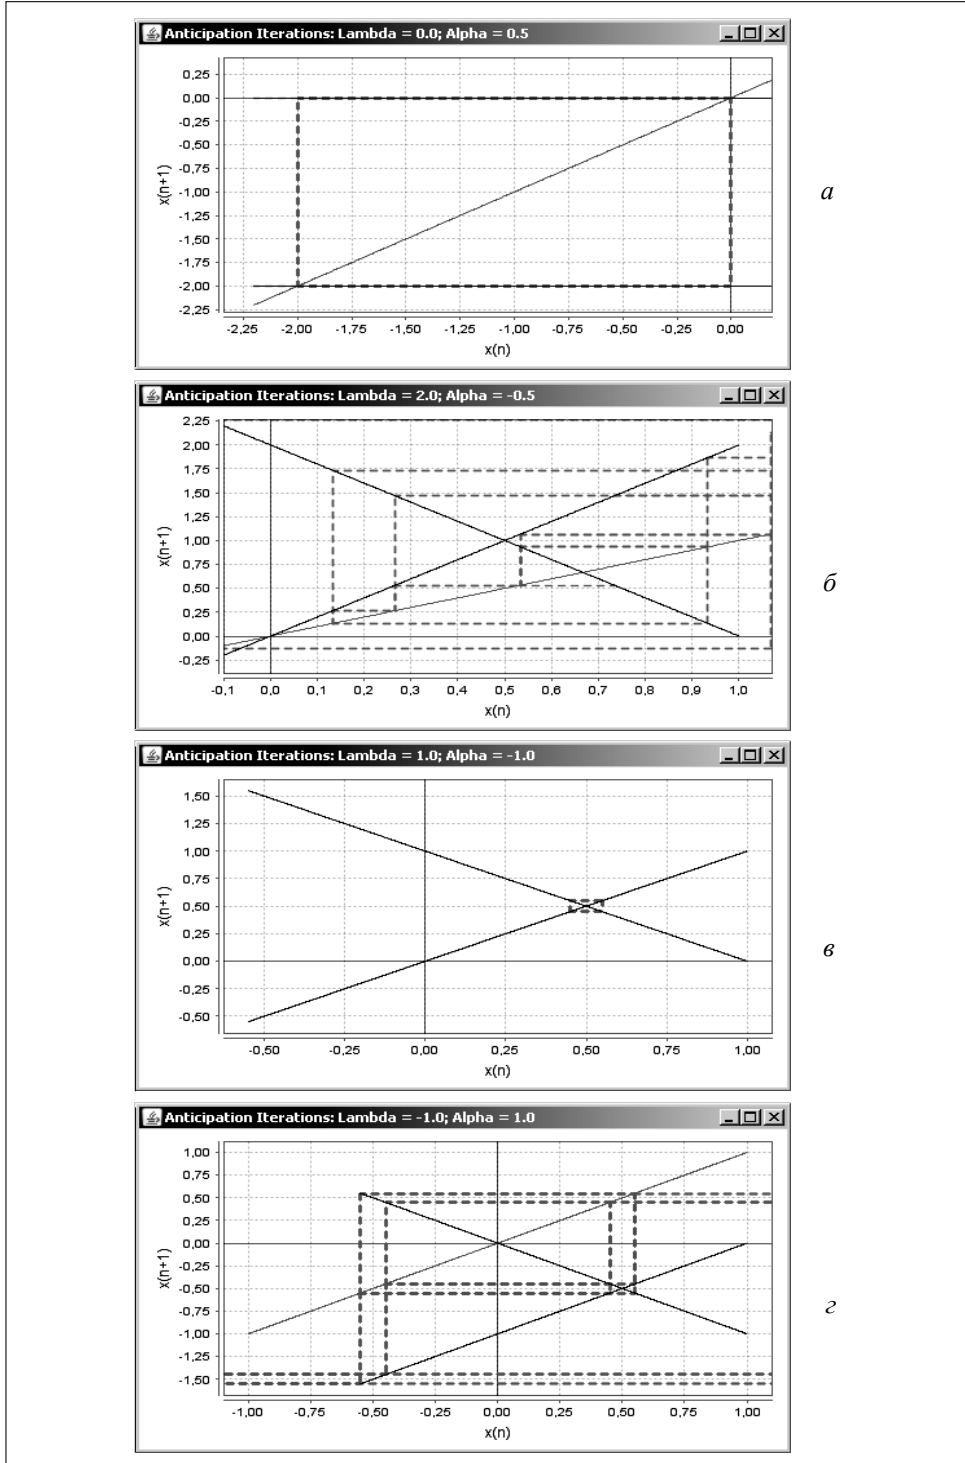 Anticipation Iterations: Lambda = 0.0; Alpha = 0.5
0,25
0,00
-0,25
-0,50
-0,75
-1,00
-1,25
-1,50
-1,75
-2,00
-2,25
x(n+1)
-2,25 -2,00 -1,75 -1,50 -1,25 -1,00 -0,75 -0,50 -0,25 0,00
x(n)
а
Anticipation Iterations: Lambda = 2.0; Alpha = -0.5
2,25
2,00
1,75
1,50
1,25
1,00
0,75
0,50
0,25
0,00
-0,25
x(n+1)
-0,1 0,0 0,1 0,2 0,3 0,4 0,5 0,6 0,7 0,8 0,9 1,0
x(n)
б
Anticipation Iterations: Lambda = 1.0; Alpha = -1.0
1,50
1,25
1,00
0,75
0,50
0,25
0,00
-0,25
-0,50
x(n+1)
-0,50 -0,25 0,00 0,25 0,50 0,75 1,00
x(n)
в
Anticipation Iterations: Lambda = -1.0; Alpha = 1.0
1,00
0,75
0,50
0,25
0,00
-0,25
-0,50
-0,75
-1,00
-1,25
-1,50
x(n+1)
-1,00 -0,75 -0,50 -0,25 0,00 0,25 0,50 0,75 1,00
x(n)
г